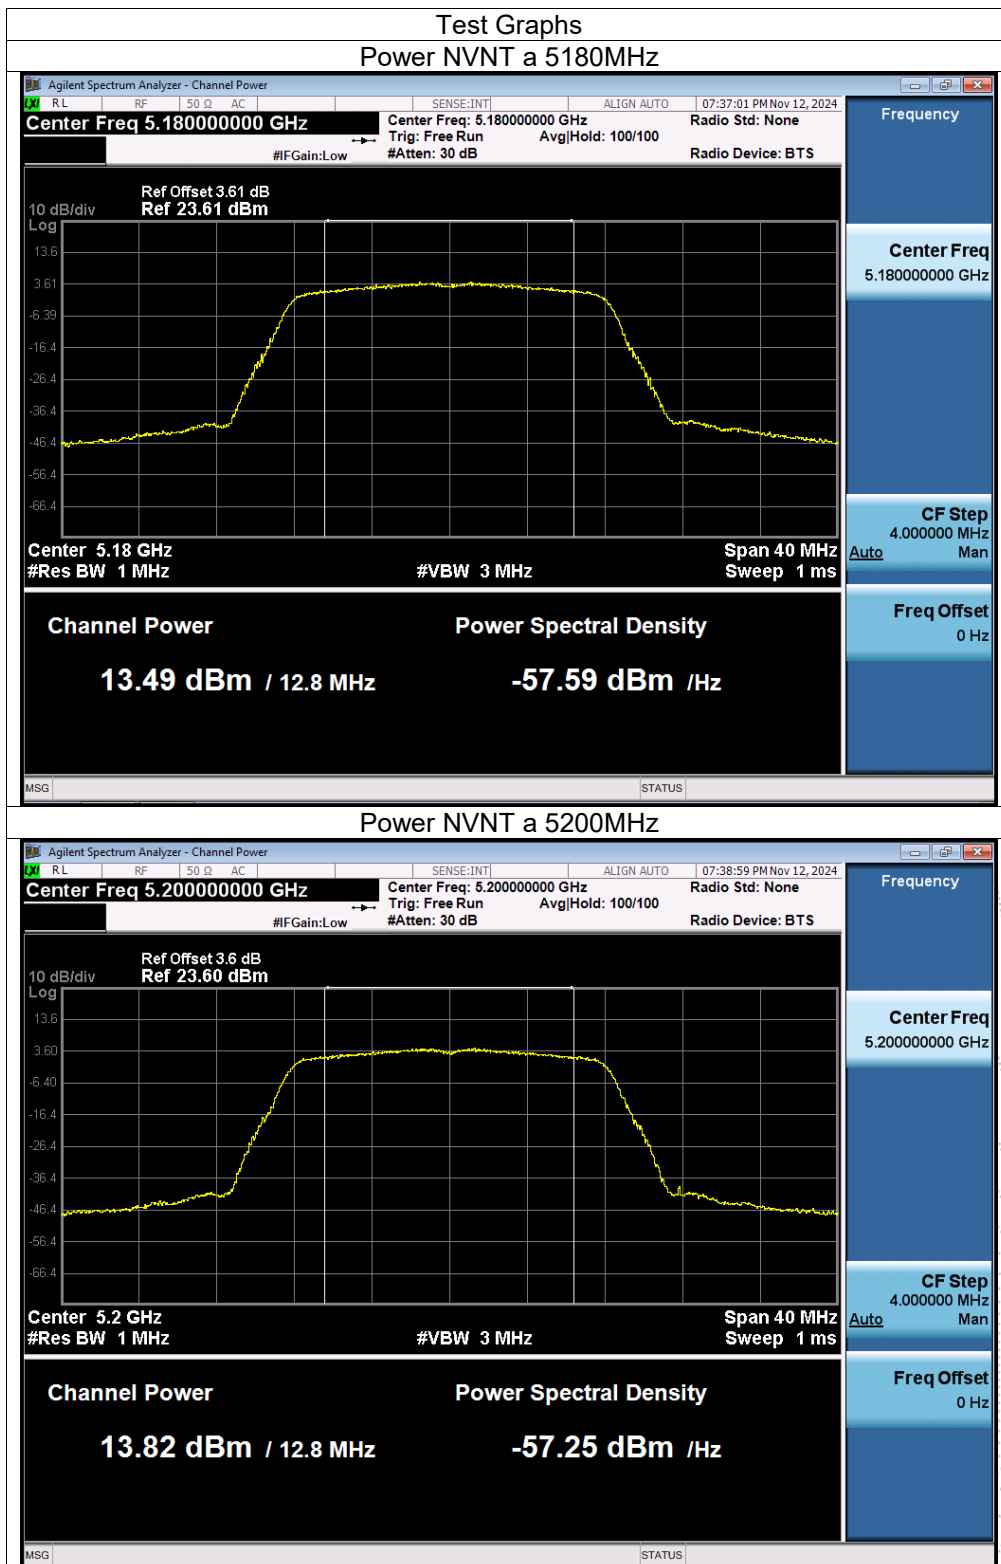 Test Graphs
Power NVNT a 5180MHz
Agilent Spectrum Analyzer - Channel Power
LXI RL RF 50 Ω AC SENSE:INT ALIGN AUTO 07:37:01 PM Nov 12, 2024
Center Freq 5.180000000 GHz Center Freq: 5.180000000 GHz Radio Std: None Frequency
Trig: Free Run Avg|Hold: 100/100
#IFGain:Low #Atten: 30 dB Radio Device: BTS
Ref Offset 3.61 dB
10 dB/div Ref 23.61 dBm
Log
13.6
Center Freq
5.180000000 GHz
3.61
-6.39
-16.4
-26.4
-36.4
-46.4
-56.4
-66.4
CF Step
4.000000 MHz
Auto Man
Center 5.18 GHz Span 40 MHz
#Res BW 1 MHz #VBW 3 MHz Sweep 1 ms
Freq Offset
0 Hz
Channel Power Power Spectral Density
13.49 dBm / 12.8 MHz -57.59 dBm /Hz
MSG STATUS
Power NVNT a 5200MHz
Agilent Spectrum Analyzer - Channel Power
LXI RL RF 50 Ω AC SENSE:INT ALIGN AUTO 07:38:59 PM Nov 12, 2024
Center Freq 5.200000000 GHz Center Freq: 5.200000000 GHz Radio Std: None Frequency
Trig: Free Run Avg|Hold: 100/100
#IFGain:Low #Atten: 30 dB Radio Device: BTS
Ref Offset 3.6 dB
10 dB/div Ref 23.60 dBm
Log
13.6
Center Freq
5.200000000 GHz
3.60
-6.40
-16.4
-26.4
-36.4
-46.4
-56.4
-66.4
CF Step
4.000000 MHz
Auto Man
Center 5.2 GHz Span 40 MHz
#Res BW 1 MHz #VBW 3 MHz Sweep 1 ms
Freq Offset
0 Hz
Channel Power Power Spectral Density
13.82 dBm / 12.8 MHz -57.25 dBm /Hz
MSG STATUS